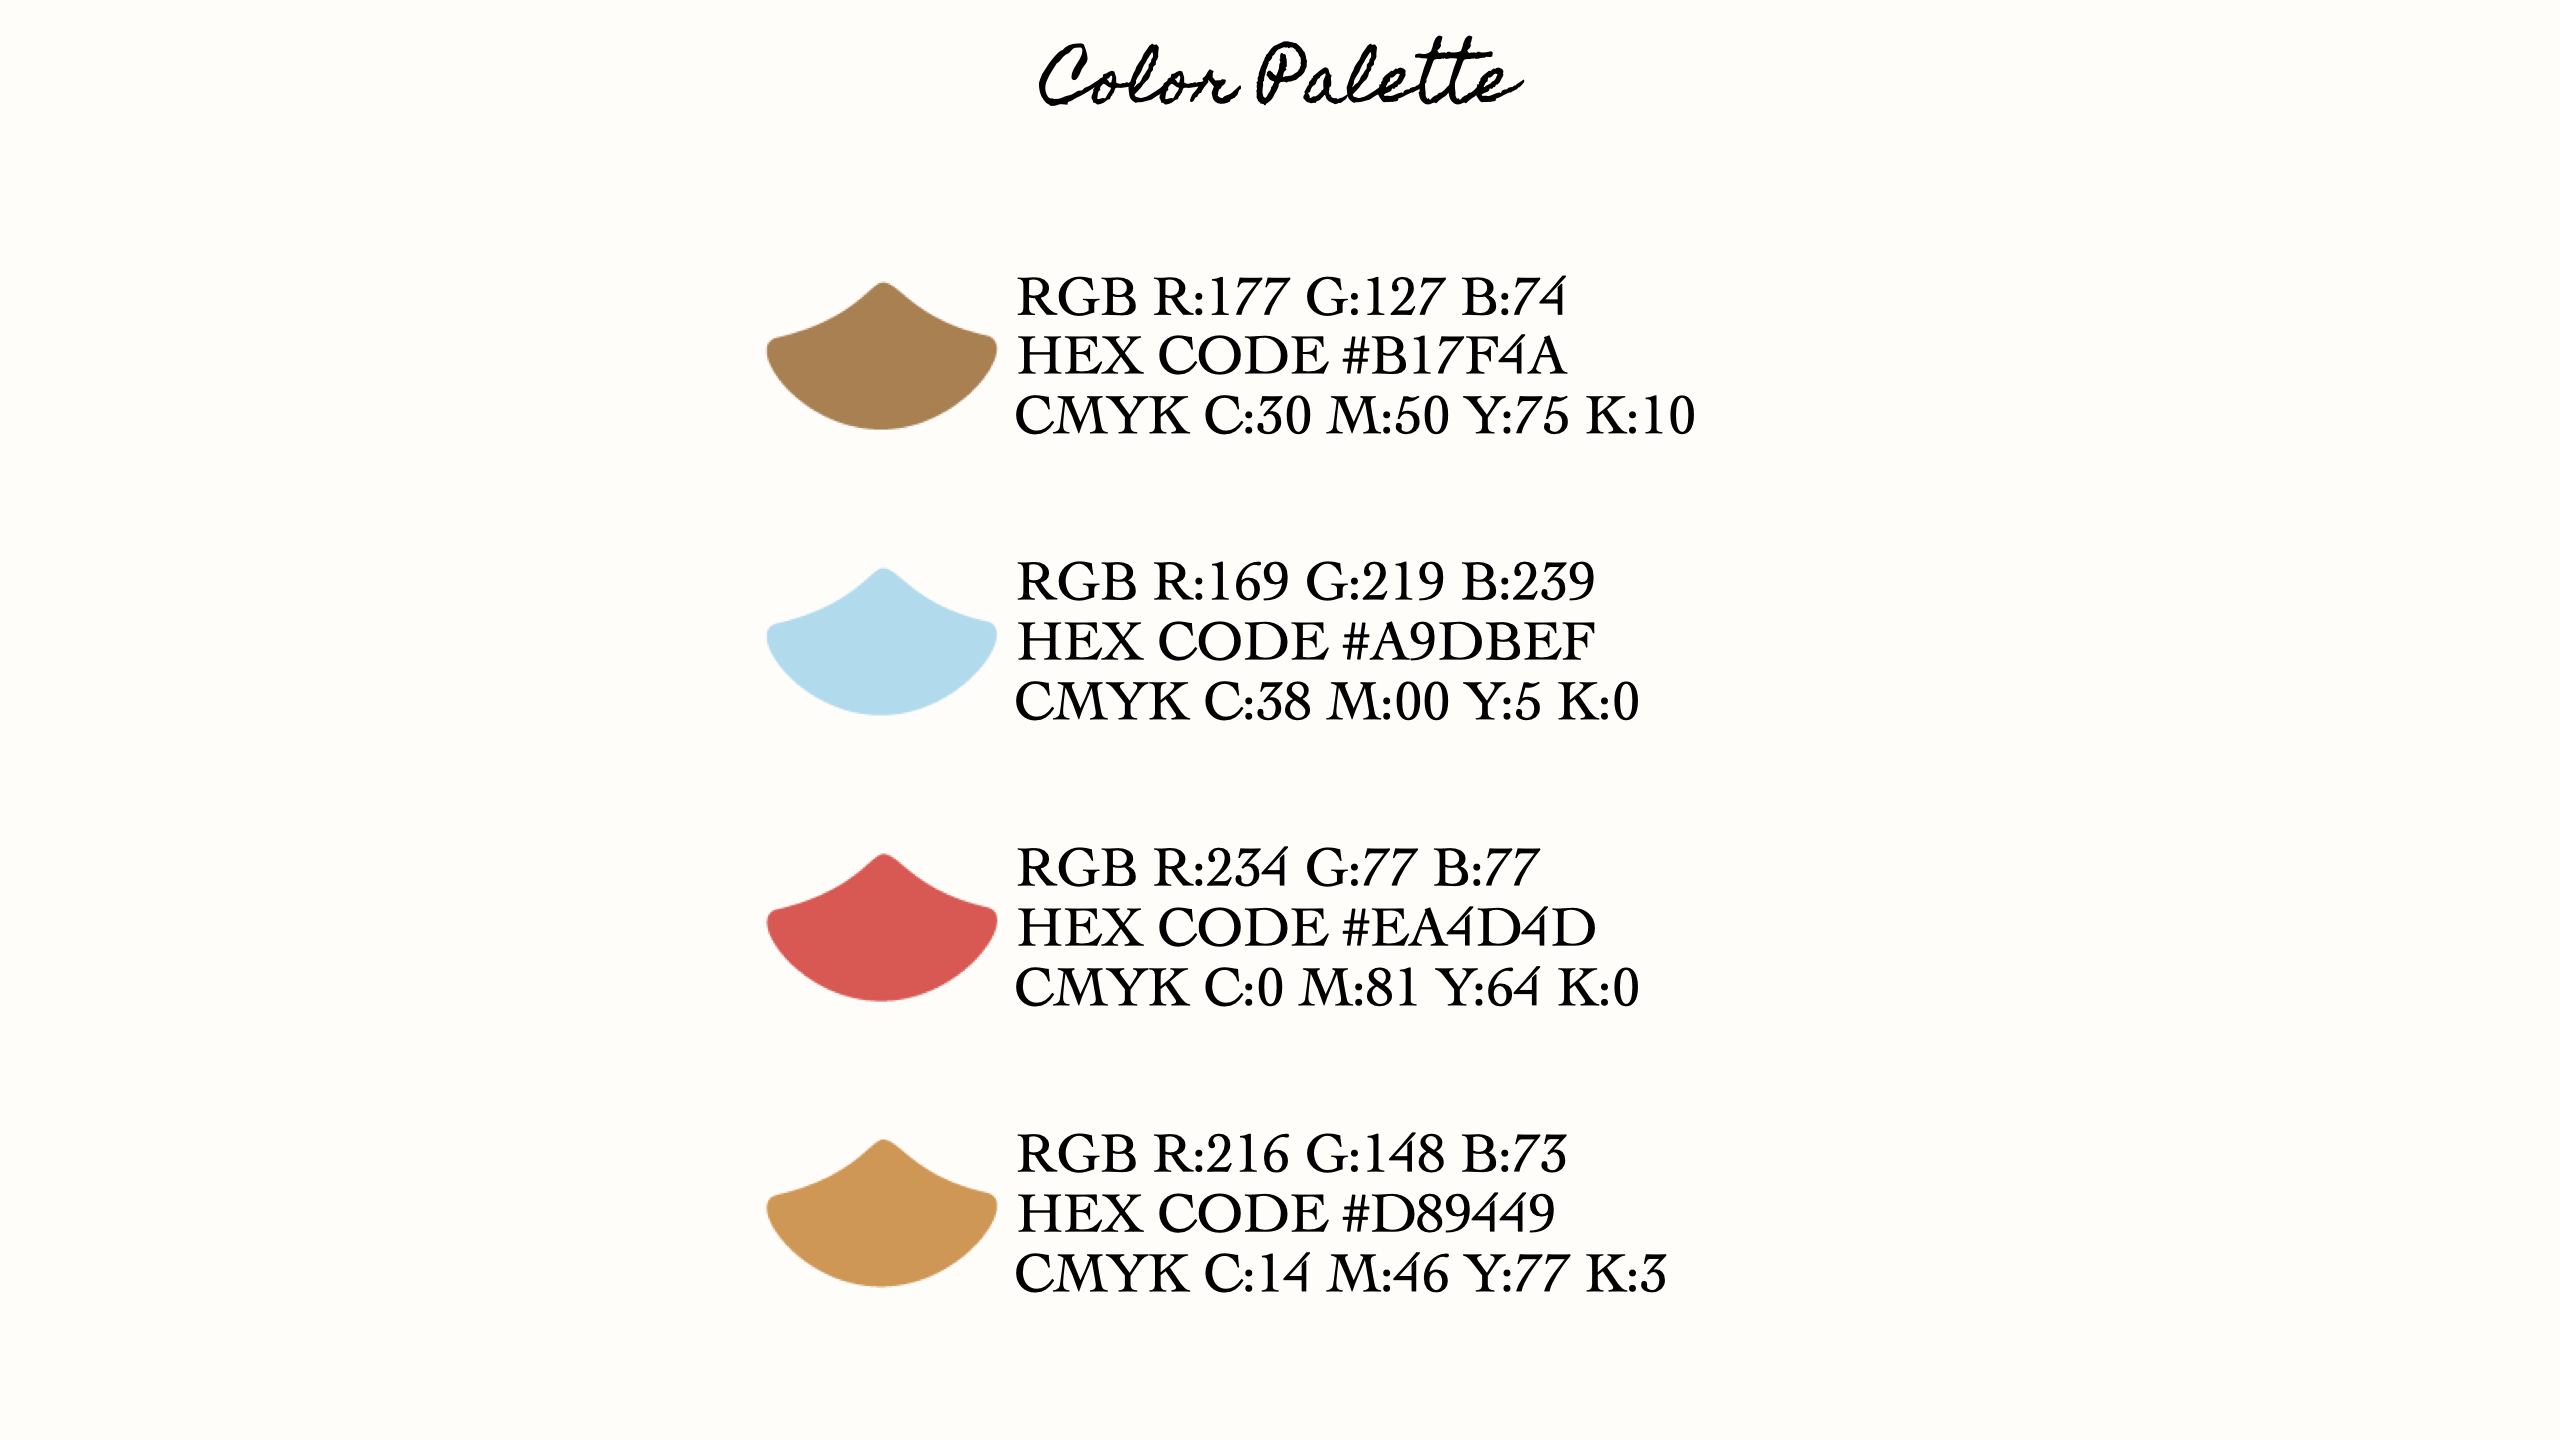 Color Palette
RGB R:177 G:127 B:74
HEX CODE #B17F4A
CMYK C:30 M:50 Y:75 K:10
RGB R:169 G:219 B:239
HEX CODE #A9DBEF
CMYK C:38 M:00 Y:5 K:0
RGB R:234 G:77 B:77
HEX CODE #EA4D4D
CMYK C:0 M:81 Y:64 K:0
RGB R:216 G:148 B:73
HEX CODE #D89449
CMYK C:14 M:46 Y:77 K:3